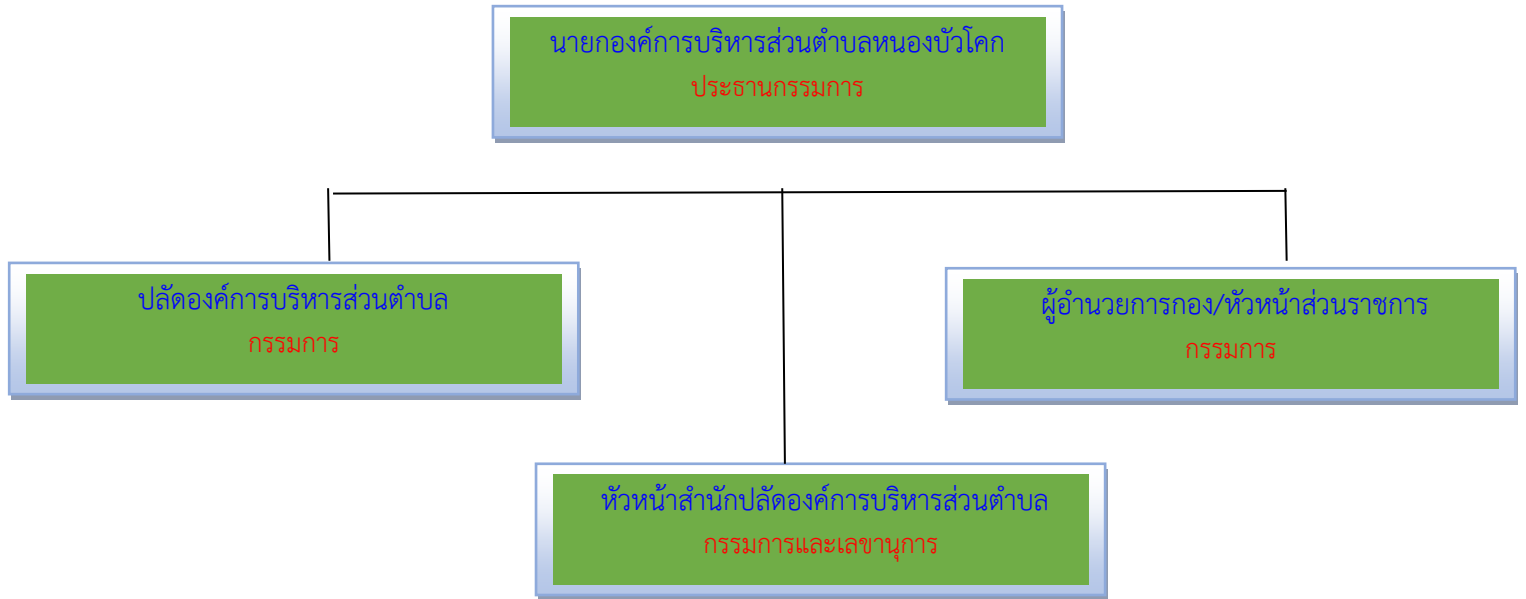 นายกองค์การบริหารส่วนตำบลหนองบัวโคก
ประธานกรรมการ
ปลัดองค์การบริหารส่วนตำบล
กรรมการ
ผู้อำนวยการกอง/หัวหน้าส่วนราชการ
กรรมการ
หัวหน้าสำนักปลัดองค์การบริหารส่วนตำบล
กรรมการและเลขานุการ